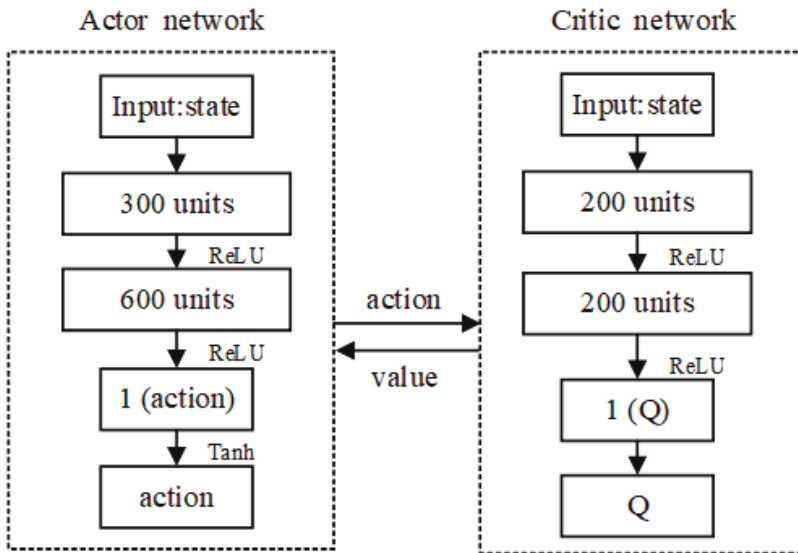 Actor network
Input:state
300 units
ReLU
600 units
ReLU
1 (action)
Tanh
action
action
value
Critic network
Input:state
200 units
ReLU
200 units
ReLU
1 (Q)
Q